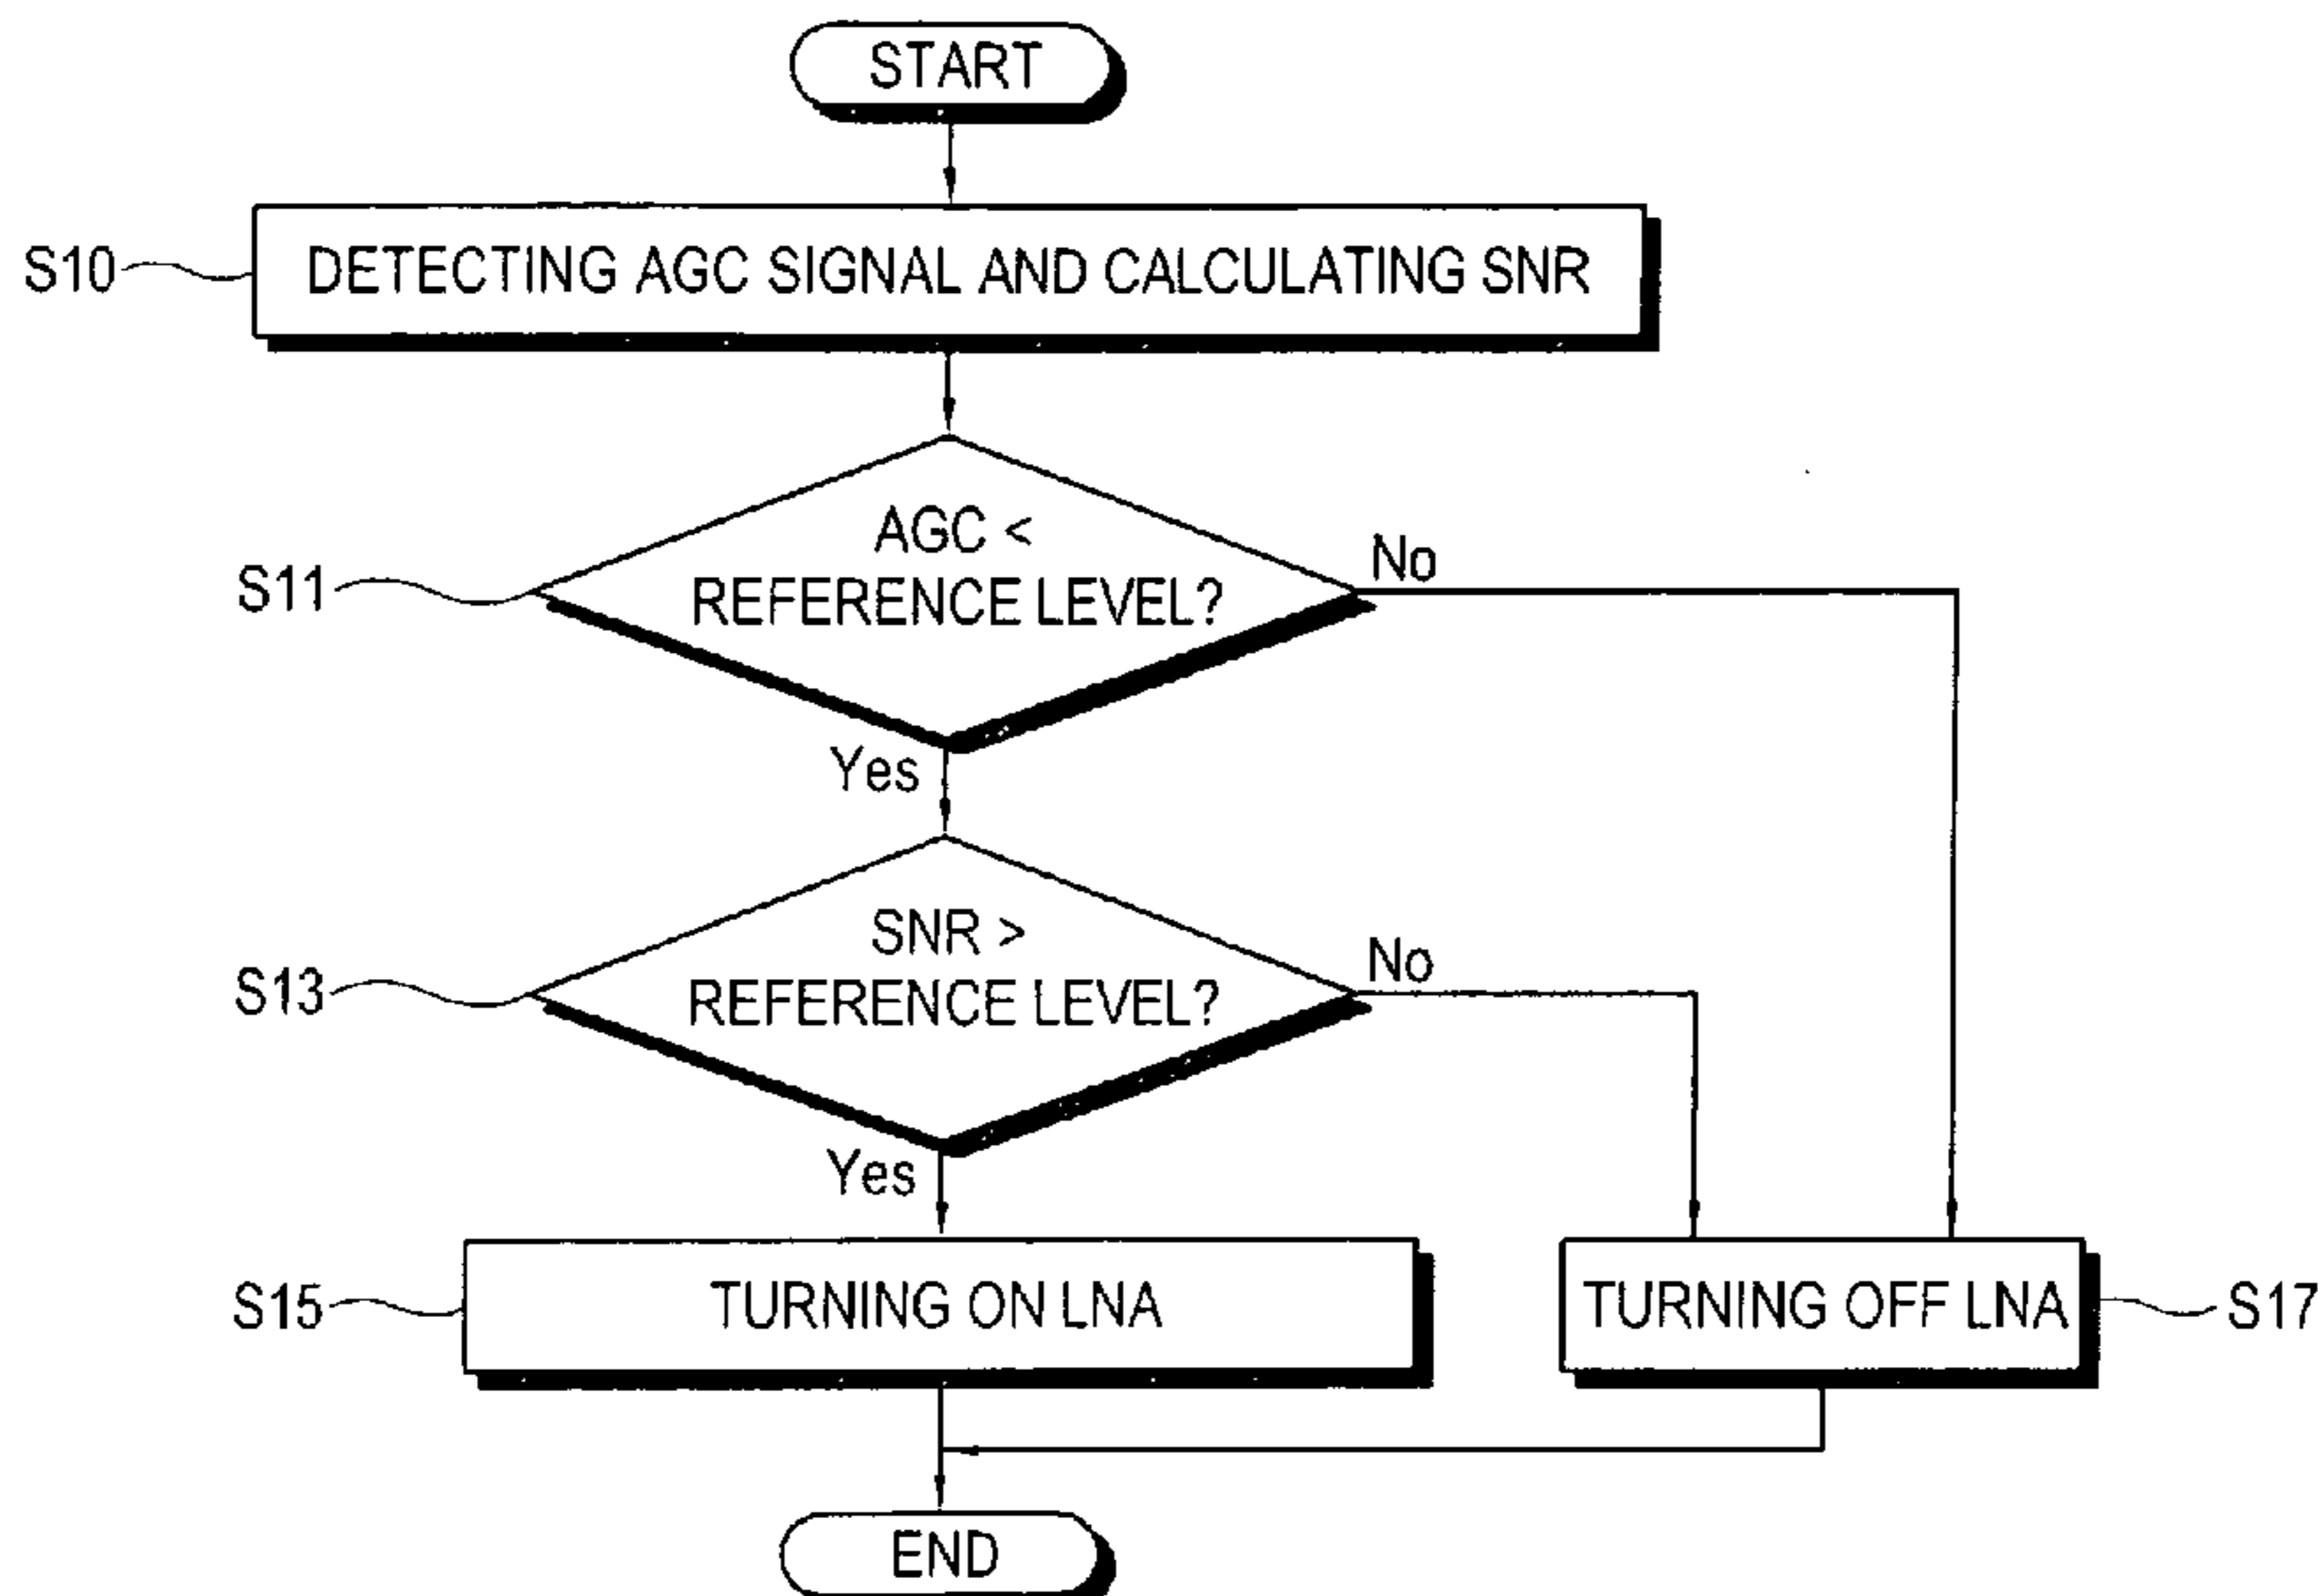 START
S10
DETECTING AGC SIGNAL AND CALCULATING SNR
S11
AGC <
REFERENCE LEVEL?
No
Yes
S13
SNR >
REFERENCE LEVEL?
No
Yes
S15
TURNING ON LNA
TURNING OFF LNA
S17
END